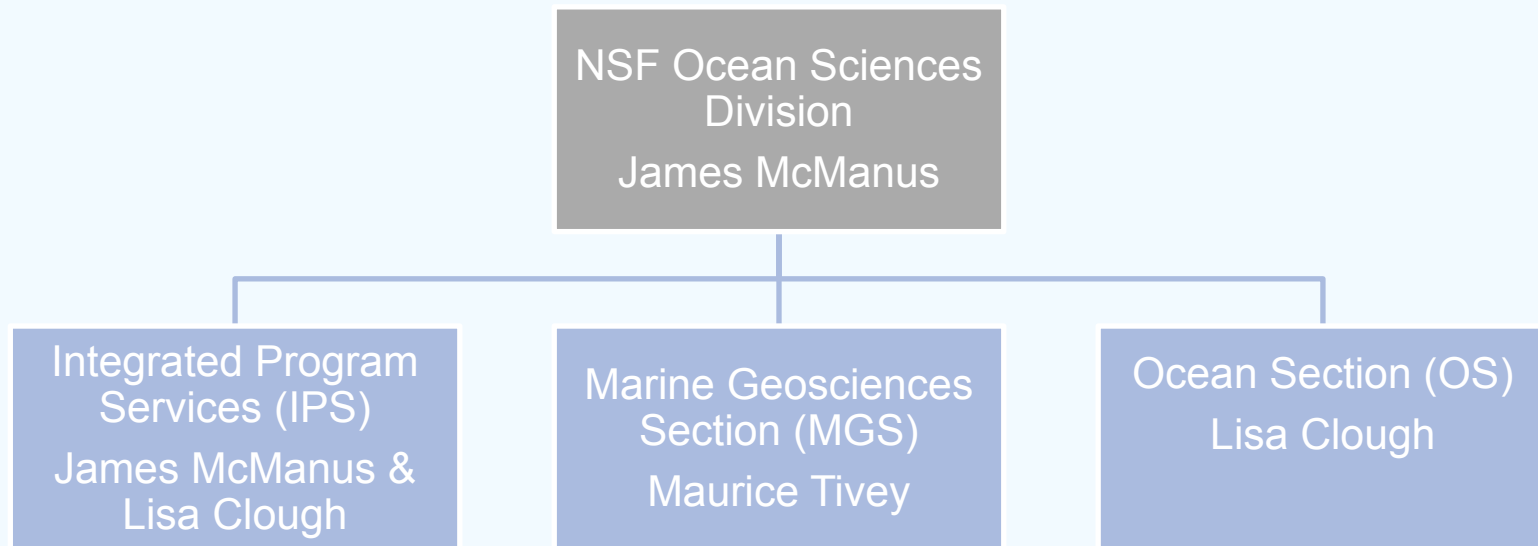 NSF Ocean Sciences
Division
James McManus
Integrated Program
Services (IPS)
James McManus &
Lisa Clough
Marine Geosciences
Section (MGS)
Maurice Tivey
Ocean Section (OS)
Lisa Clough